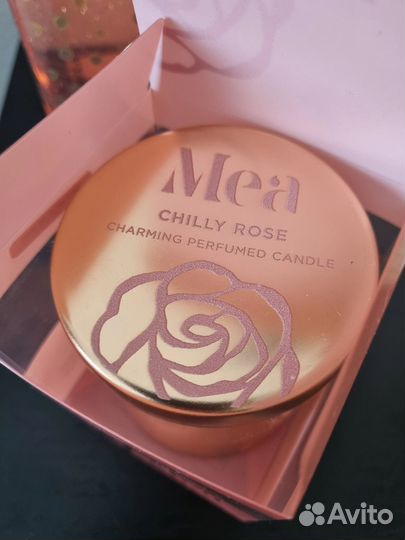 Mea
CHILLY ROSE
CHARMING PERFUMED CANDLE
Avito